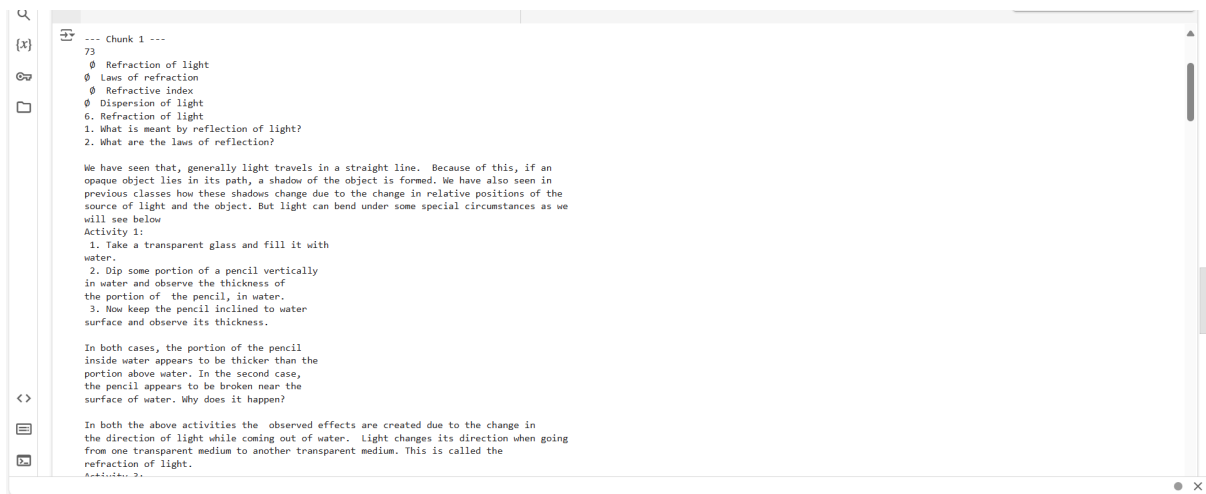 {x}
--- Chunk 1 ---
73
Ø Refraction of light
Ø Laws of refraction
Ø Refractive index
Ø Dispersion of light
6. Refraction of light
1. What is meant by reflection of light?
2. What are the laws of reflection?
We have seen that, generally light travels in a straight line. Because of this, if an
opaque object lies in its path, a shadow of the object is formed. We have also seen in
previous classes how these shadows change due to the change in relative positions of the
source of light and the object. But light can bend under some special circumstances as we
will see below
Activity 1:
1. Take a transparent glass and fill it with
water.
2. Dip some portion of a pencil vertically
in water and observe the thickness of
the portion of the pencil, in water.
3. Now keep the pencil inclined to water
surface and observe its thickness.
In both cases, the portion of the pencil
inside water appears to be thicker than the
portion above water. In the second case,
the pencil appears to be broken near the
surface of water. Why does it happen?
In both the above activities the observed effects are created due to the change in
the direction of light while coming out of water. Light changes its direction when going
from one transparent medium to another transparent medium. This is called the
refraction of light.